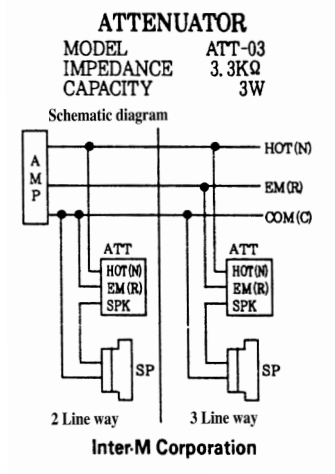 ATTENUATOR
MODEL ATT-03
IMPEDANCE 3.3KΩ
CAPACITY 3W
Schematic diagram
AMP
HOT(N)
EM(R)
COM(C)
ATT
HOT(N)
EM(R)
SPK
SP
2 Line way
ATT
HOT(N)
EM(R)
SPK
SP
3 Line way
Inter-M Corporation